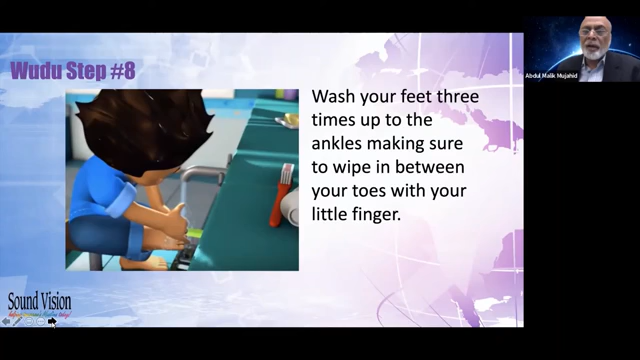 Wudu Step #8
Wash your feet three
times up to the
ankles making sure
to wipe in between
your toes with your
little finger.
Abdul Malik Mujahid
Sound Vision